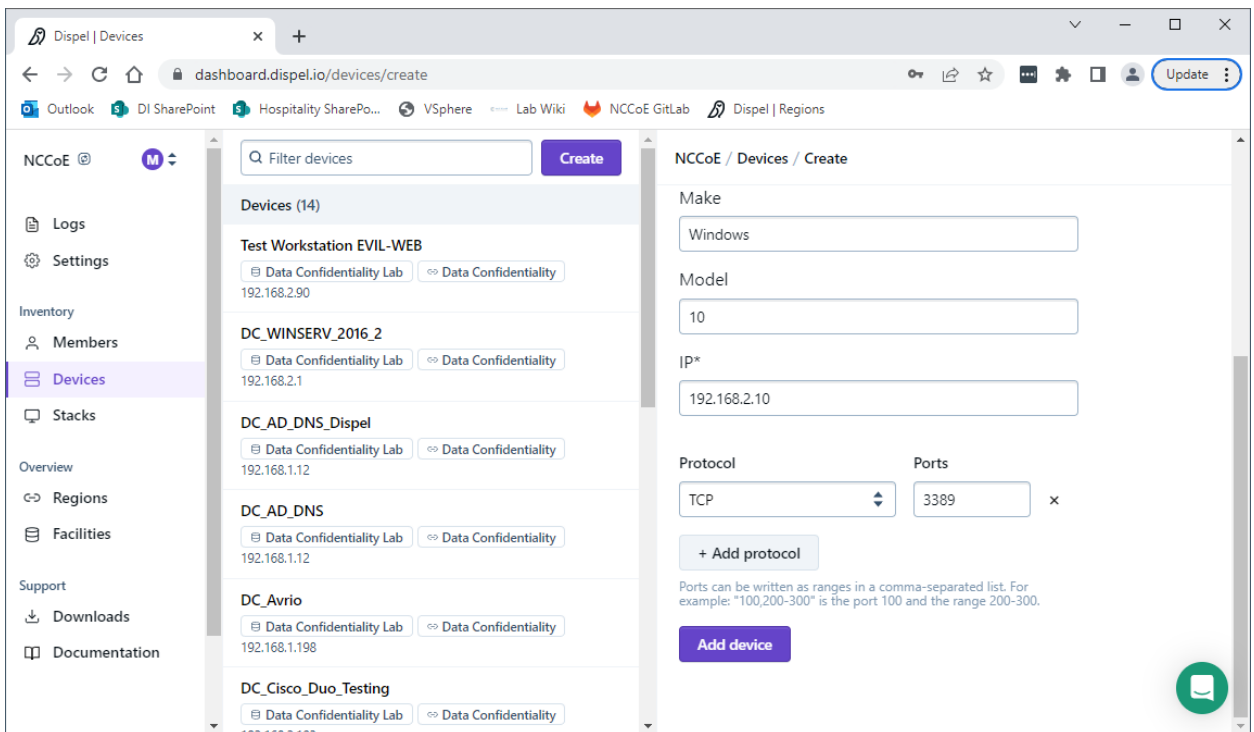 Dispel | Devices
dashboard.dispel.io/devices/create
Update
Outlook
DI SharePoint
Hospitality SharePo...
VSphere
Lab Wiki
NCCoE GitLab
Dispel | Regions
NCCoE
M
Logs
Settings
Inventory
Members
Devices
Stacks
Overview
Regions
Facilities
Support
Downloads
Documentation
Filter devices
Create
Devices (14)
Test Workstation EVIL-WEB
Data Confidentiality Lab
Data Confidentiality
192.168.2.90
DC_WINSERV_2016_2
Data Confidentiality Lab
Data Confidentiality
192.168.2.1
DC_AD_DNS_Dispel
Data Confidentiality Lab
Data Confidentiality
192.168.1.12
DC_AD_DNS
Data Confidentiality Lab
Data Confidentiality
192.168.1.12
DC_Avrio
Data Confidentiality Lab
Data Confidentiality
192.168.1.198
DC_Cisco_Duo_Testing
Data Confidentiality Lab
Data Confidentiality
NCCoE / Devices / Create
Make
Windows
Model
10
IP*
192.168.2.10
Protocol
Ports
TCP
3389
+ Add protocol
Ports can be written as ranges in a comma-separated list. For
example: "100,200-300" is the port 100 and the range 200-300.
Add device